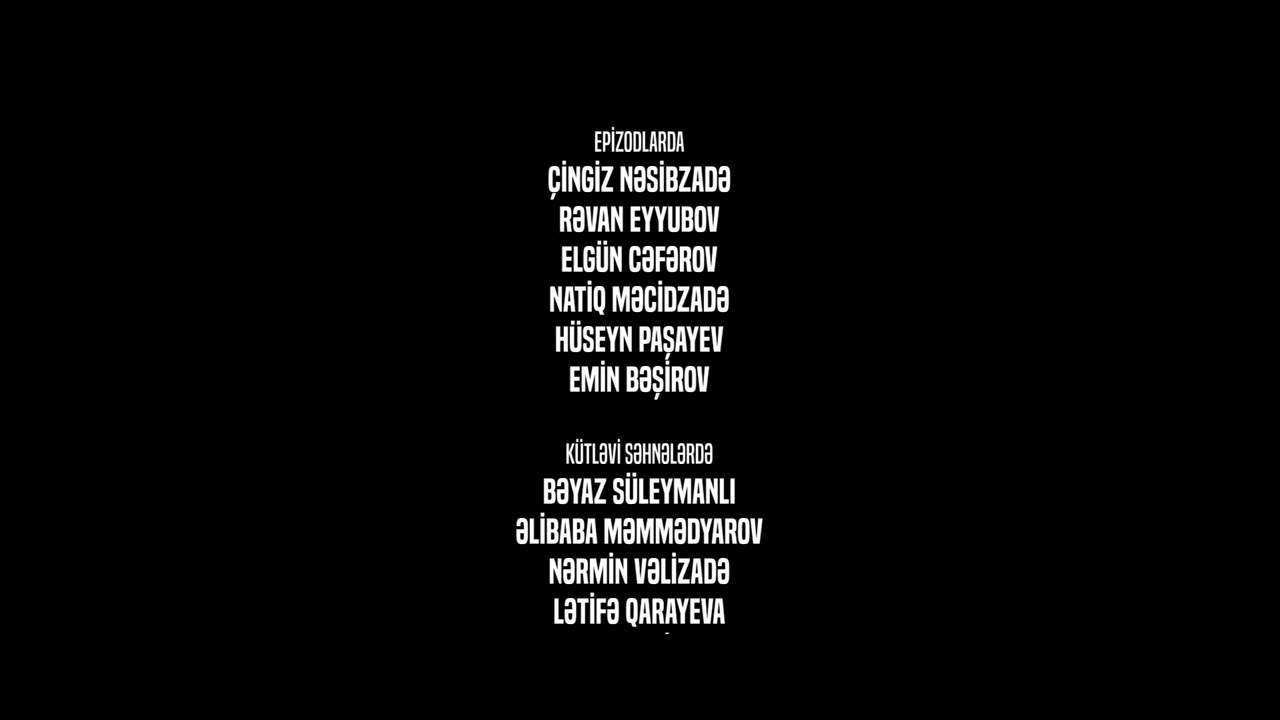 EPİZODLARDA
ÇİNGİZ NƏSİBZADƏ
RƏVAN EYYUBOV
ELGÜN CƏFƏROV
NATİQ MƏCİDZADƏ
HÜSEYN PAŞAYEV
EMİN BƏŞİROV
KÜTLƏVİ SƏHNƏLƏRDƏ
BƏYAZ SÜLEYMANLI
ƏLİBABA MƏMMƏDYAROV
NƏRMİN VƏLİZADƏ
LƏTİFƏ QARAYEVA